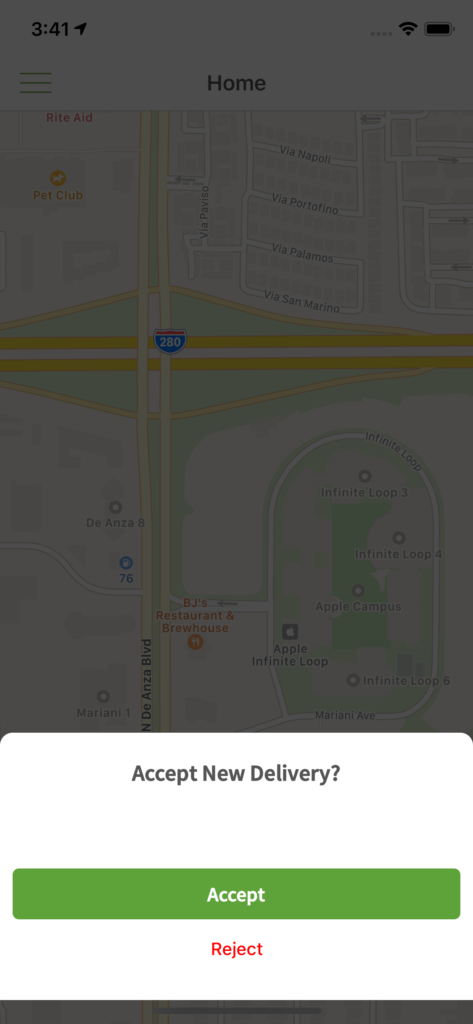 3:41
Home
Rite Aid
Pet Club
Via Napoli
Via Paviso
Via Portofino
Via Palamos
Via San Marino
280
Infinite Loop
Infinite Loop 3
De Anza 8
Infinite Loop 4
76
BJ's
Restaurant &
Brewhouse
Apple Campus
N De Anza Blvd
Apple
Infinite Loop
Infinite Loop 6
Mariani 1
Mariani Ave
Accept New Delivery?
Accept
Reject